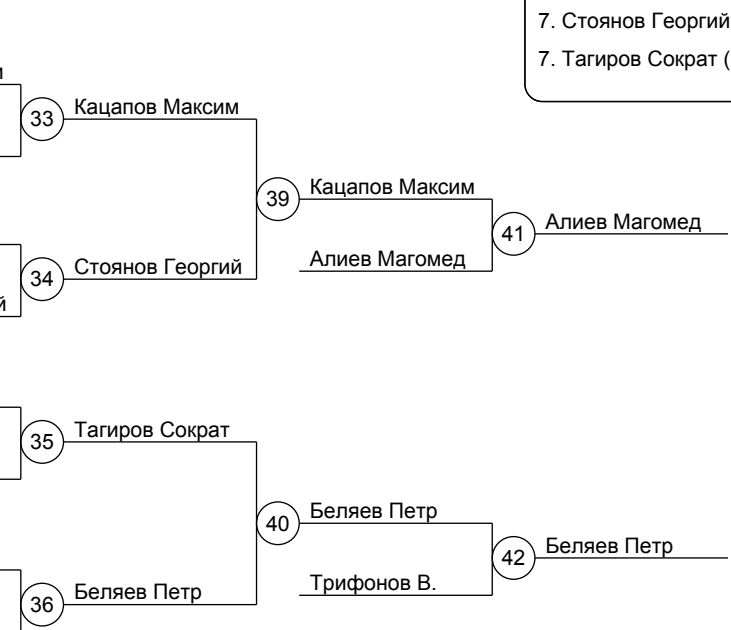 7. Стоянов Георгий
7. Тагиров Сократ (
33 Кацапов Максим
39 Кацапов Максим
41 Алиев Магомед
Алиев Магомед
34 Стоянов Георгий
й
35 Тагиров Сократ
40 Беляев Петр
42 Беляев Петр
Трифонов В.
36 Беляев Петр